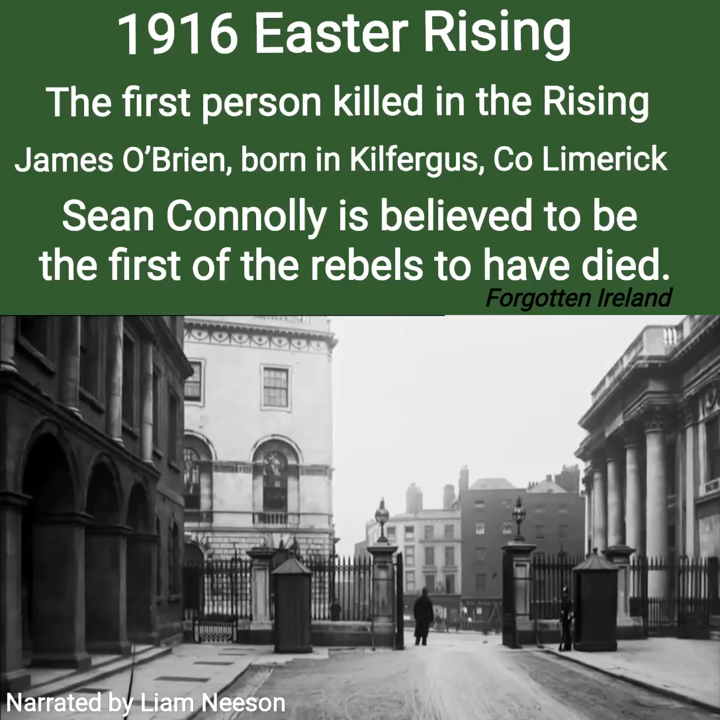 1916 Easter Rising
The first person killed in the Rising
James O’Brien, born in Kilfergus, Co Limerick
Sean Connolly is believed to be
the first of the rebels to have died.
Forgotten Ireland
Narrated by Liam Neeson